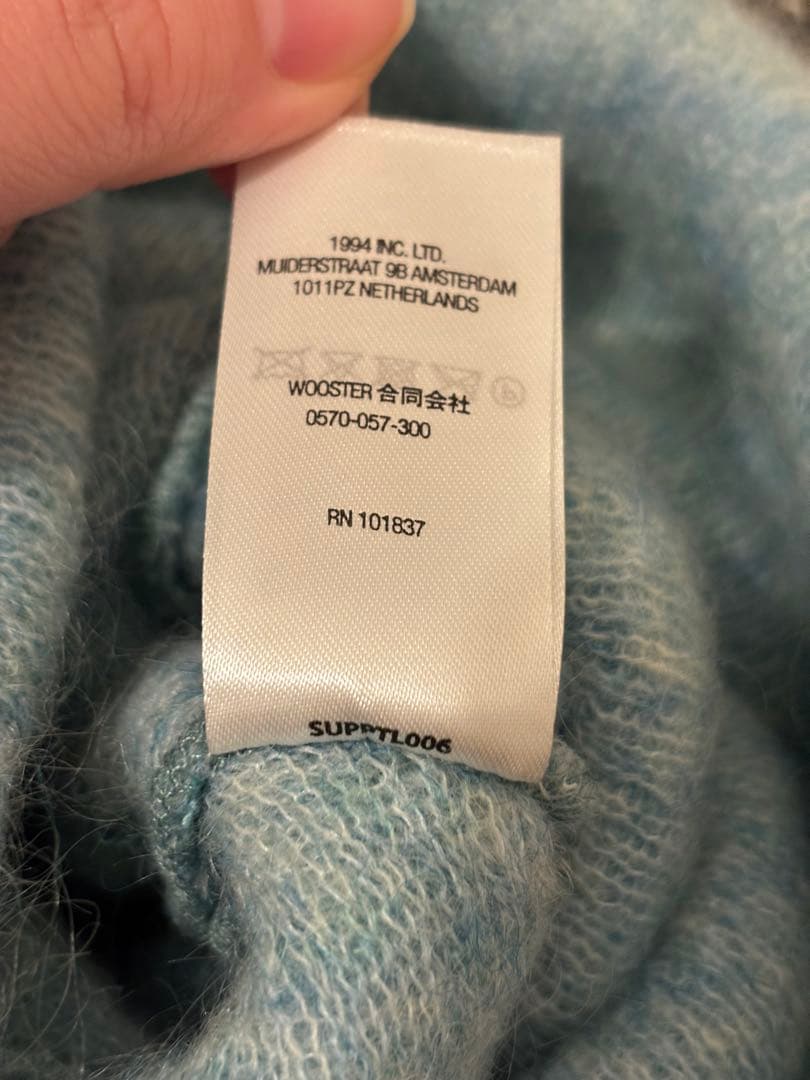 1994 INC. LTD.
MUIDERSTRAAT 9B AMSTERDAM
1011PZ NETHERLANDS
WOOSTER 合同会社
0570-057-300
RN 101837
SUPPTL006